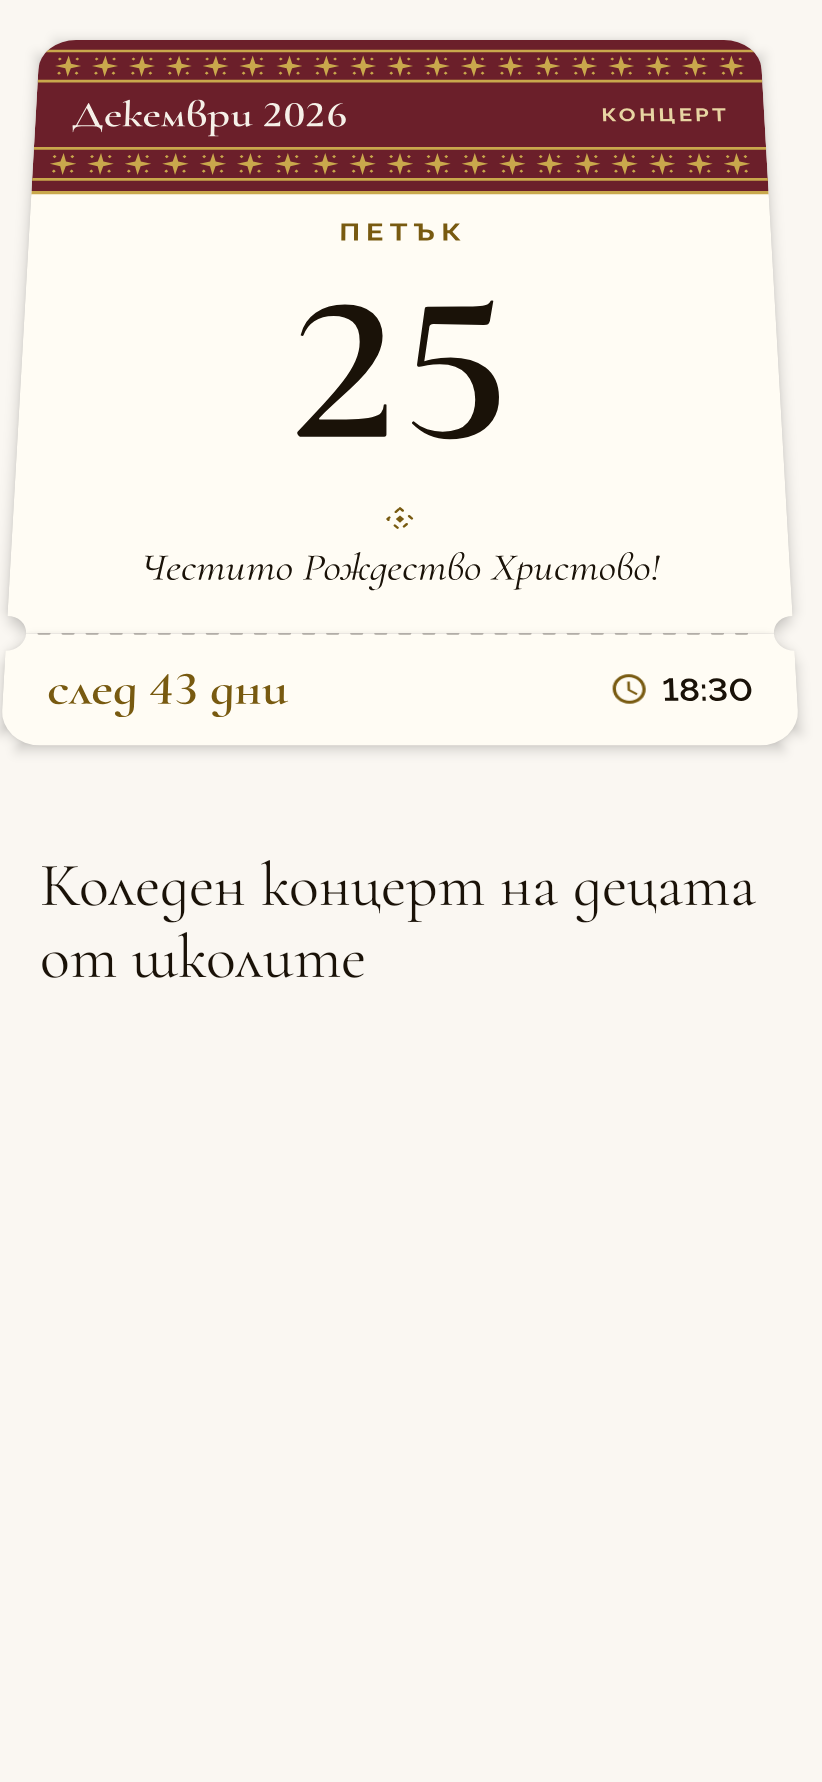 Декември 2026
КОНЦЕРТ
ПЕТЪК
25
Честито Рождество Христово!
след 43 дни
18:30
Коледен концерт на децата
от школите